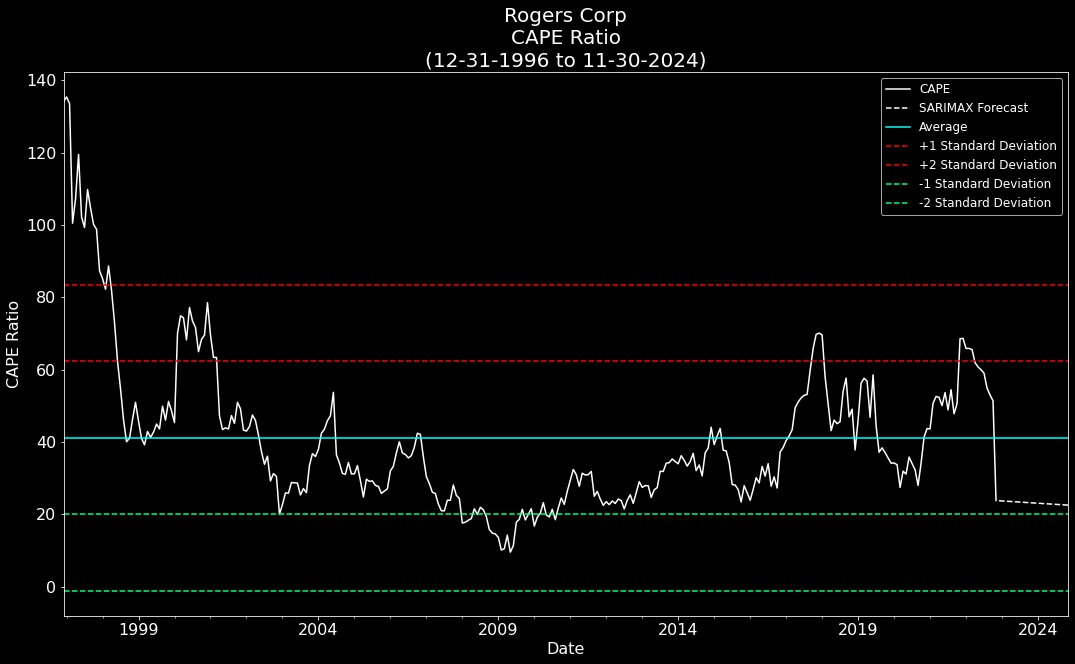 Rogers Corp
CAPE Ratio
(12-31-1996 to 11-30-2024)
CAPE
SARIMAX Forecast
Average
+1 Standard Deviation
+2 Standard Deviation
-1 Standard Deviation
-2 Standard Deviation
CAPE Ratio
140
120
100
80
60
40
20
0
1999 2004 2009 2014 2019 2024
Date